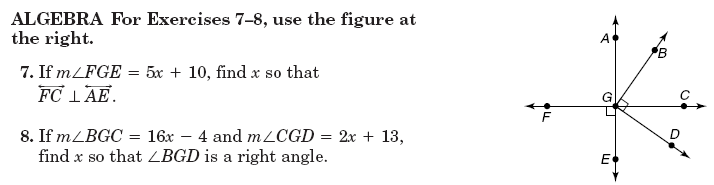 ALGEBRA For Exercises 7–8, use the figure at
the right.
7. If m∠FGE = 5x + 10, find x so that
FC ⊥ AE.
8. If m∠BGC = 16x − 4 and m∠CGD = 2x + 13,
find x so that ∠BGD is a right angle.
A
B
G
C
F
D
E